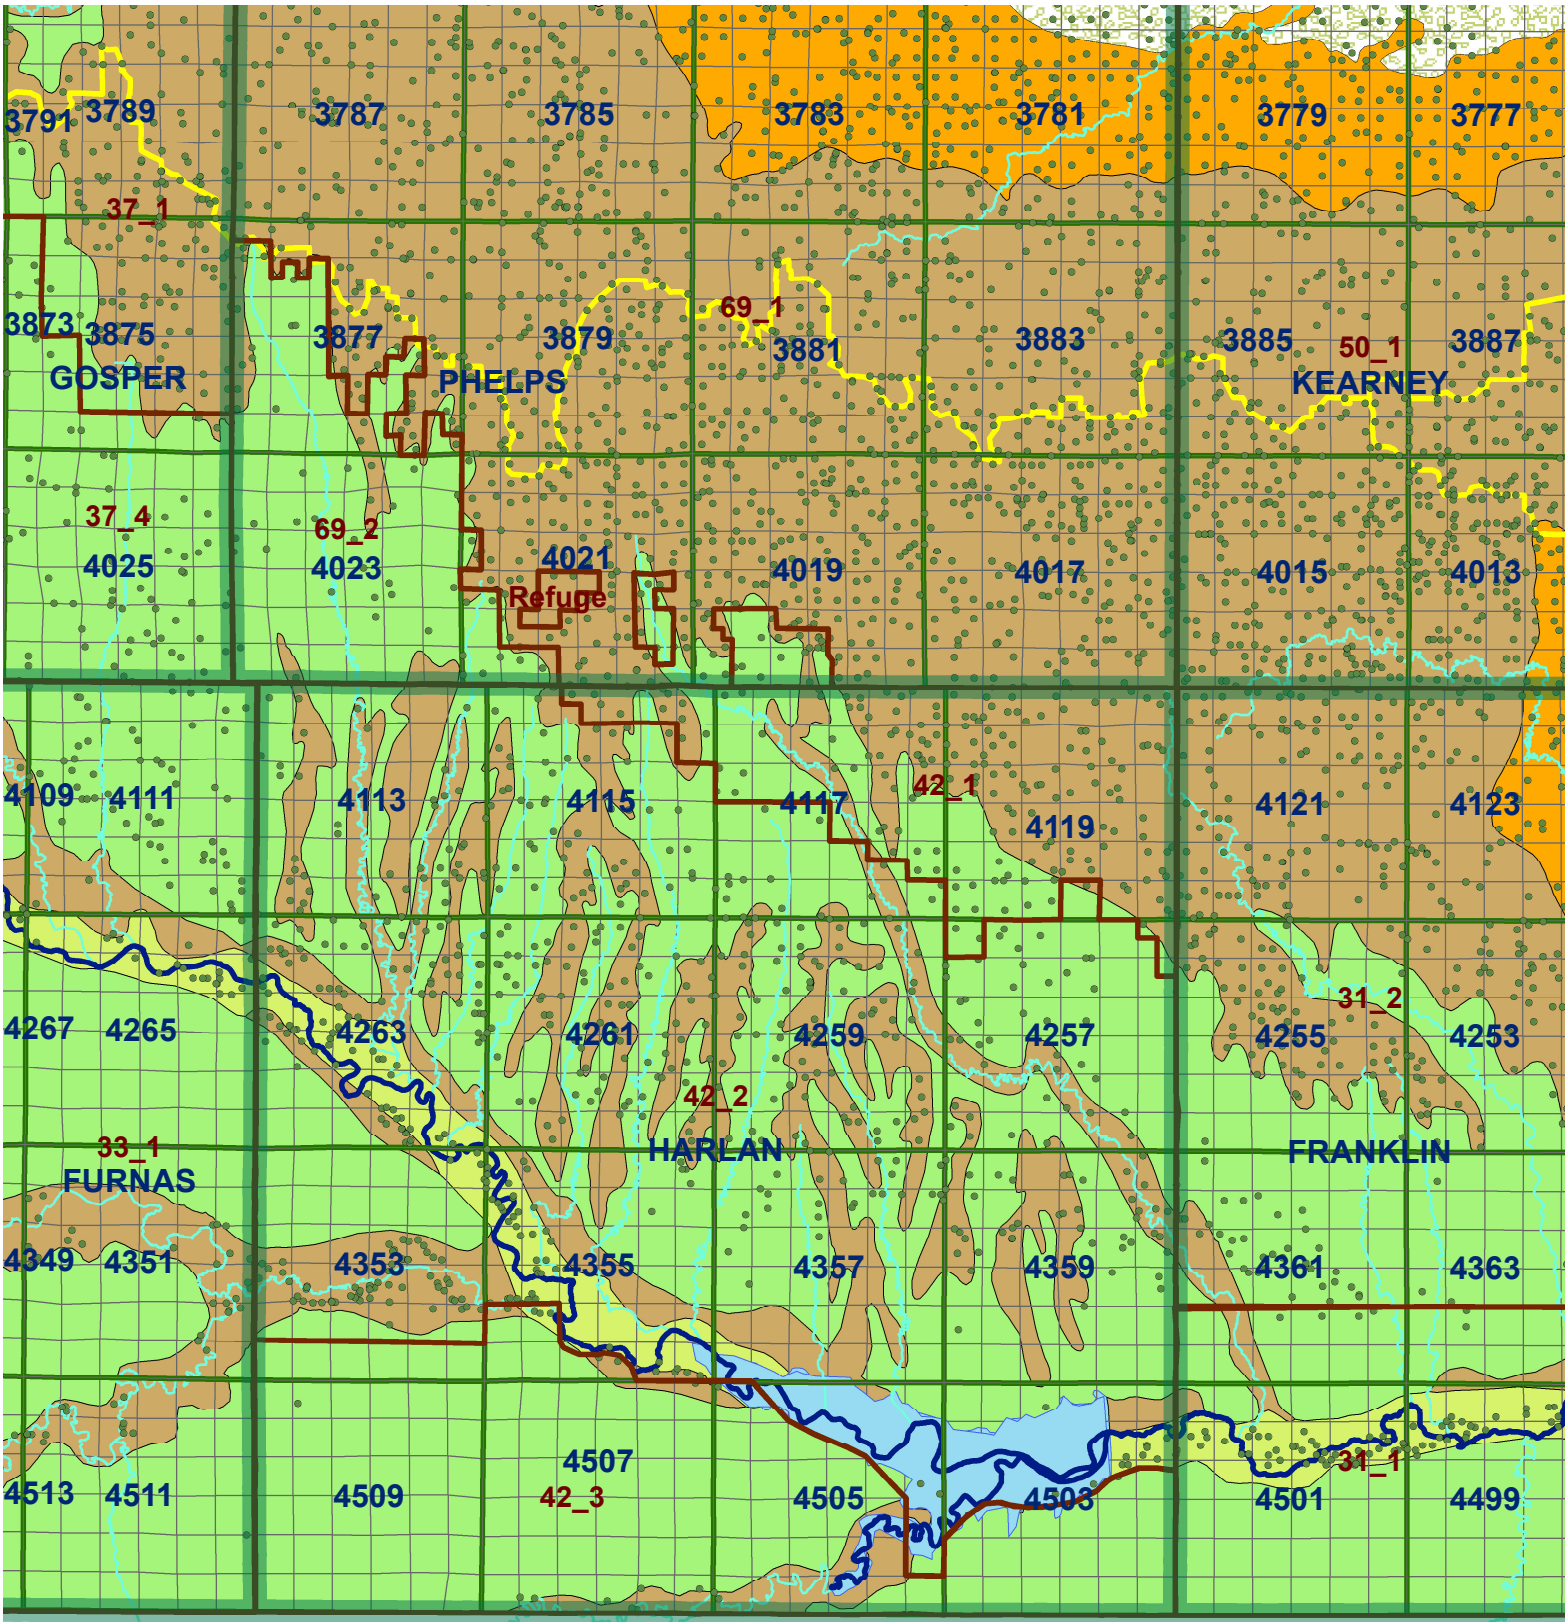 3791 3789 3787 3785 3783 3781 3779 3777
37_1
69_1
3873 3875 3877 3879 3881 3883 3885 50_1 3887
GOSPER PHELPS KEARNEY
37_4 69_2
4025 4023 4021 4019 4017 4015 4013
Refuge
42_1
4109 4111 4113 4115 4117 4119 4121 4123
31_2
4267 4265 4263 4261 4259 4257 4255 4253
42_2
33_1
FURNAS HARLAN FRANKLIN
4349 4351 4353 4355 4357 4359 4361 4363
4507 31_1
4513 4511 4509 42_3 4505 4503 4501 4499